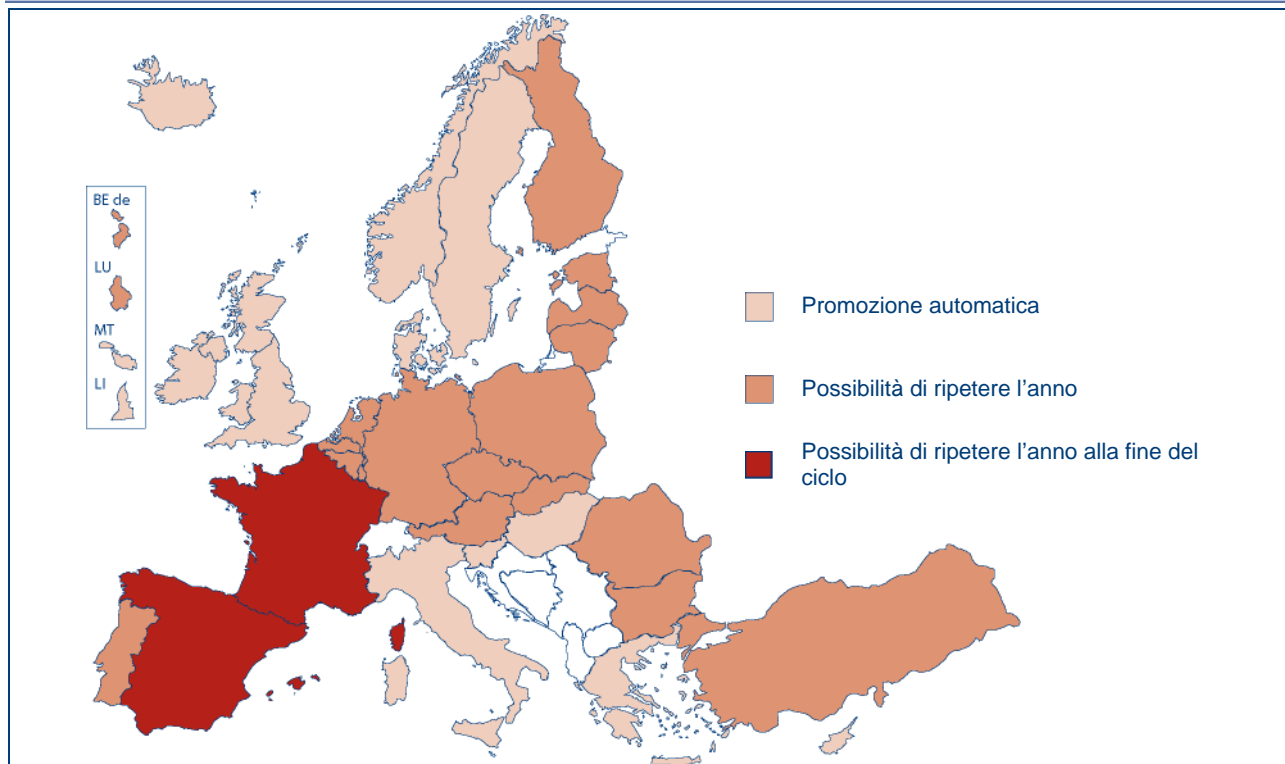 BE de
LU
MT
LI
Promozione automatica
Possibilità di ripetere l'anno
Possibilità di ripetere l'anno alla fine del
ciclo